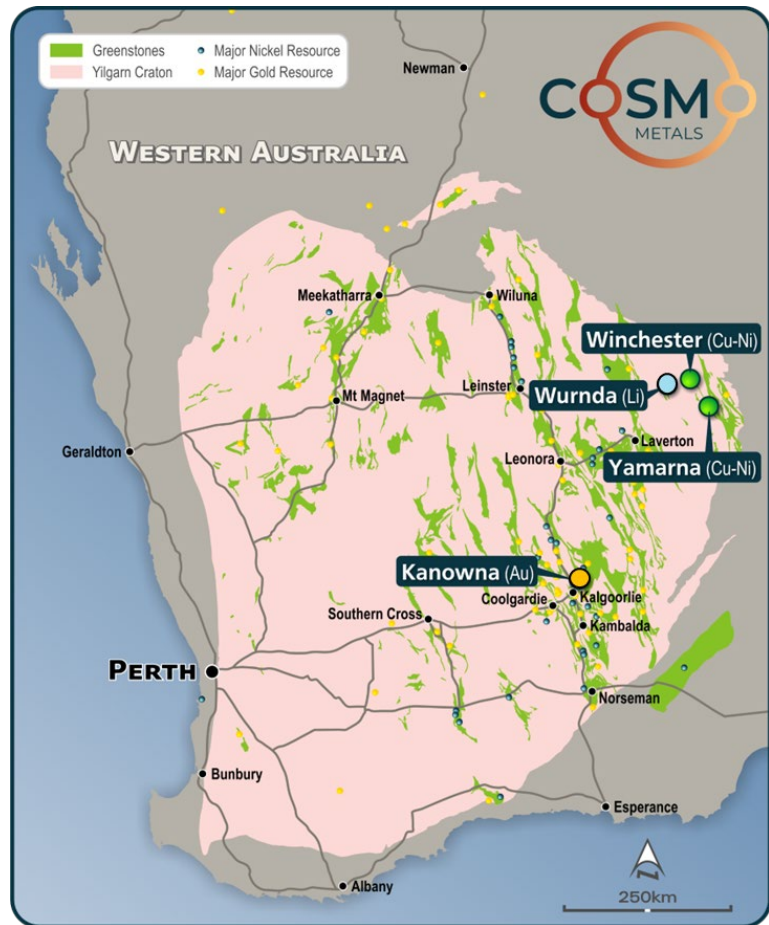 Greenstones
Major Nickel Resource
Yilgarn Craton
Major Gold Resource
Newman
COSMO
METALS
WESTERN AUSTRALIA
Meekatharra
Wiluna
Winchester (Cu-Ni)
Wurnda (Li)
Leinster
Mt Magnet
Yamarna (Cu-Ni)
Laverton
Geraldton
Leonora
Kanowna (Au)
Kalgoorlie
Coolgardie
Southern Cross
Kambalda
PERTH
Norseman
Bunbury
Esperance
Albany
N
250km